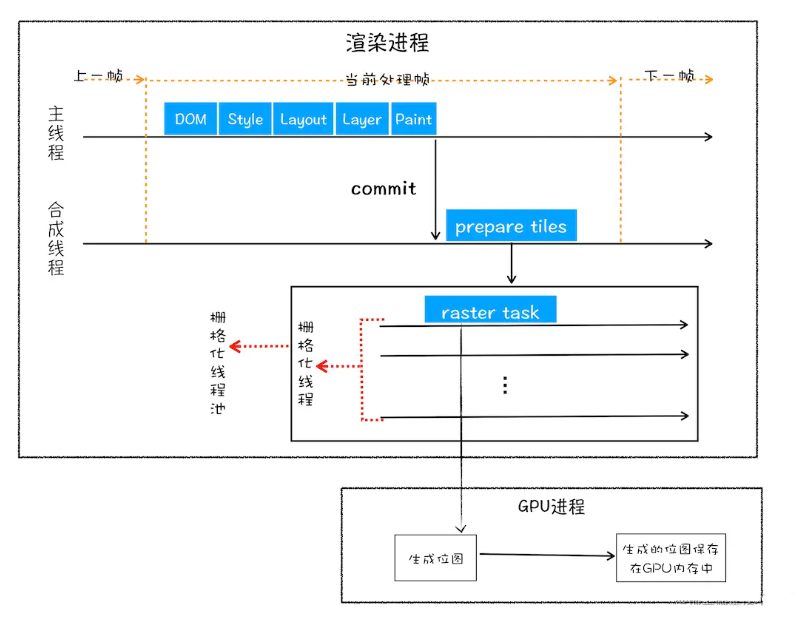 渲染进程
上一帧
当前处理帧
下一帧
主线程
DOM
Style
Layout
Layer
Paint
commit
合成线程
prepare tiles
raster task
栅格化线程池
栅格化线程
⋮
GPU进程
生成位图
生成的位图保存
在GPU内存中